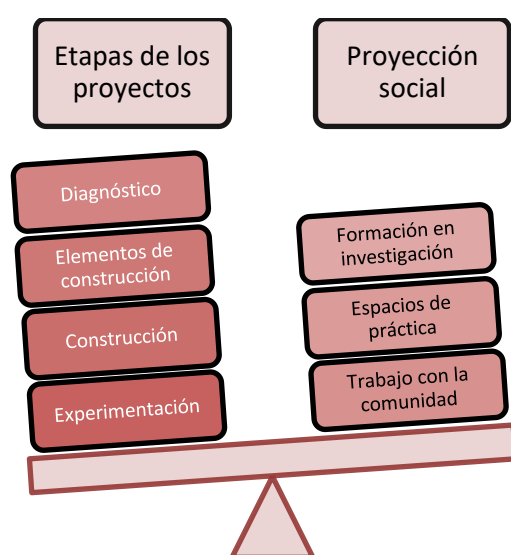 Etapas de los
proyectos
Proyección
social
Diagnóstico
Elementos de
construcción
Construcción
Experimentación
Formación en
investigación
Espacios de
práctica
Trabajo con la
comunidad